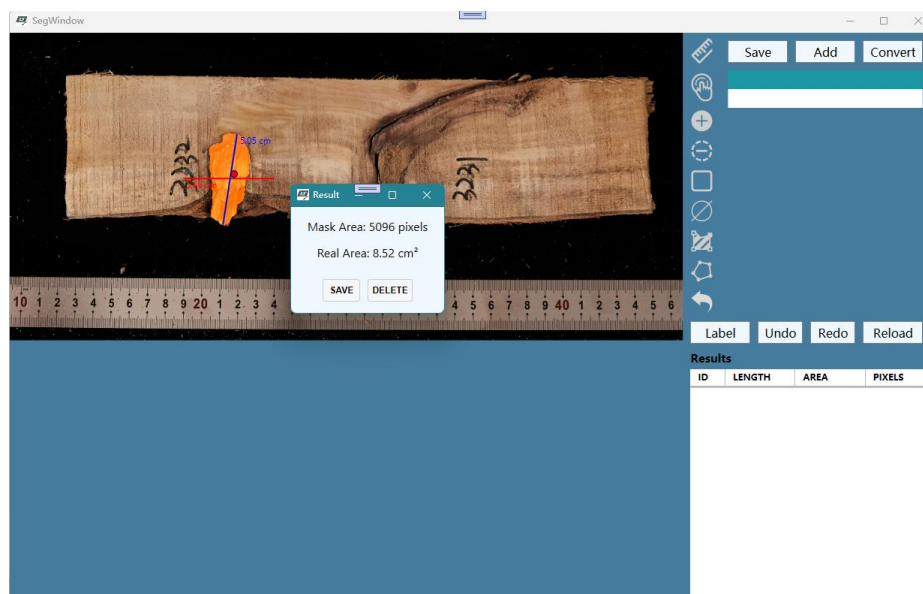 SegWindow
Save Add Convert
3232
5.05 cm
3231
Result
Mask Area: 5096 pixels
Real Area: 8.52 cm²
SAVE DELETE
10 1 2 3 4 5 6 7 8 9 20 1 2 3 4 4 5 6 7 8 9 40 1 2 3 4 5 6
Label Undo Redo Reload
Results
ID LENGTH AREA PIXELS